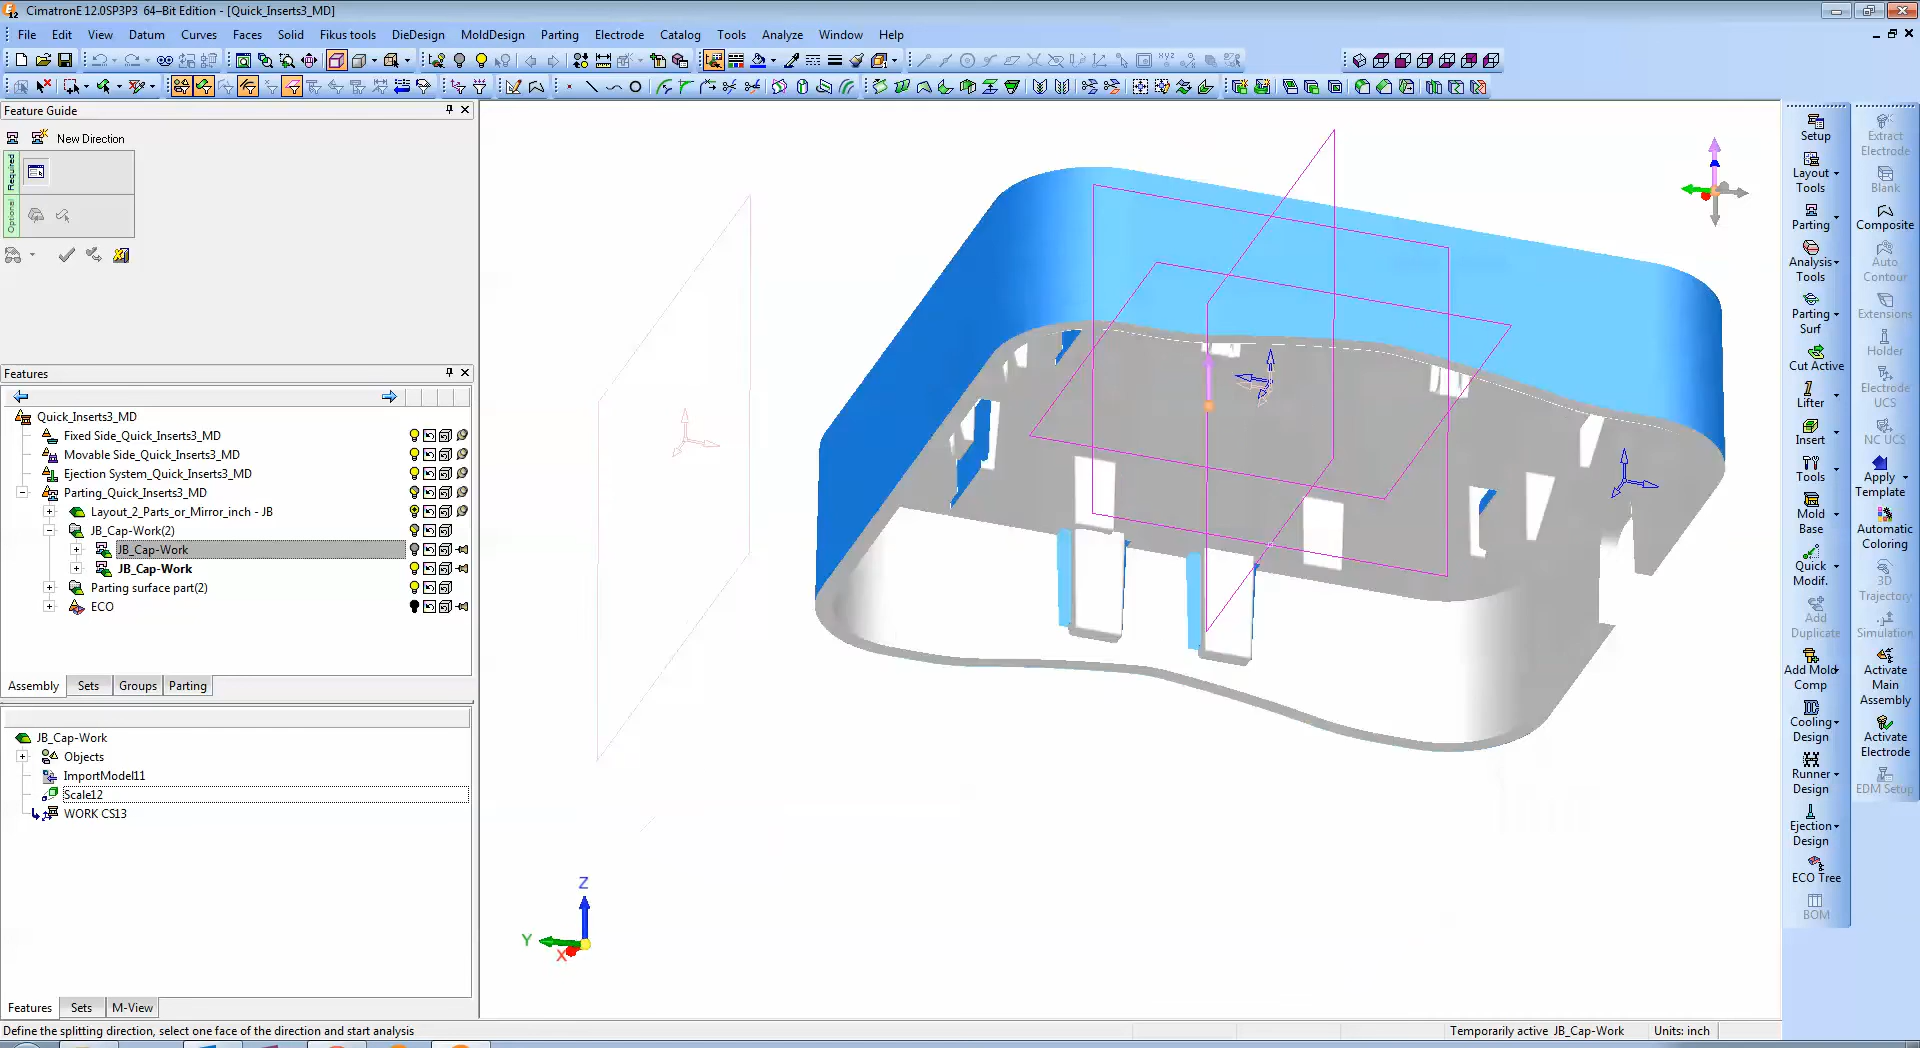 CimatronE 12.0SP3P3 64–Bit Edition - [Quick_Inserts3_MD]
File Edit View Datum Curves Faces Solid Fikus tools DieDesign MoldDesign Parting Electrode Catalog Tools Analyze Window Help
Feature Guide
New Direction
Required
Optional
Features
Quick_Inserts3_MD
Fixed Side_Quick_Inserts3_MD
Movable Side_Quick_Inserts3_MD
Ejection System_Quick_Inserts3_MD
Parting_Quick_Inserts3_MD
Layout_2_Parts_or_Mirror_inch - JB
JB_Cap-Work(2)
JB_Cap-Work
JB_Cap-Work
Parting surface part(2)
ECO
Assembly Sets Groups Parting
JB_Cap-Work
Objects
ImportModel11
Scale12
WORK CS13
Features Sets M-View
Z
Y
X
Setup
Layout
Tools
Parting
Analysis
Tools
Parting
Surf
Cut Active
Lifter
Insert
Tools
Mold
Base
Quick
Modif.
Add
Duplicate
Add Mold
Comp
Cooling
Design
Runner
Design
Ejection
Design
ECO Tree
BOM
Extract
Electrode
Blank
Composite
Auto
Contour
Extensions
Holder
Electrode
UCS
NC UCS
Apply
Template
Automatic
Coloring
3D
Trajectory
Simulation
Activate
Main
Assembly
Activate
Electrode
EDM Setup
Define the splitting direction, select one face of the direction and start analysis
Temporarily active JB_Cap-Work Units: inch